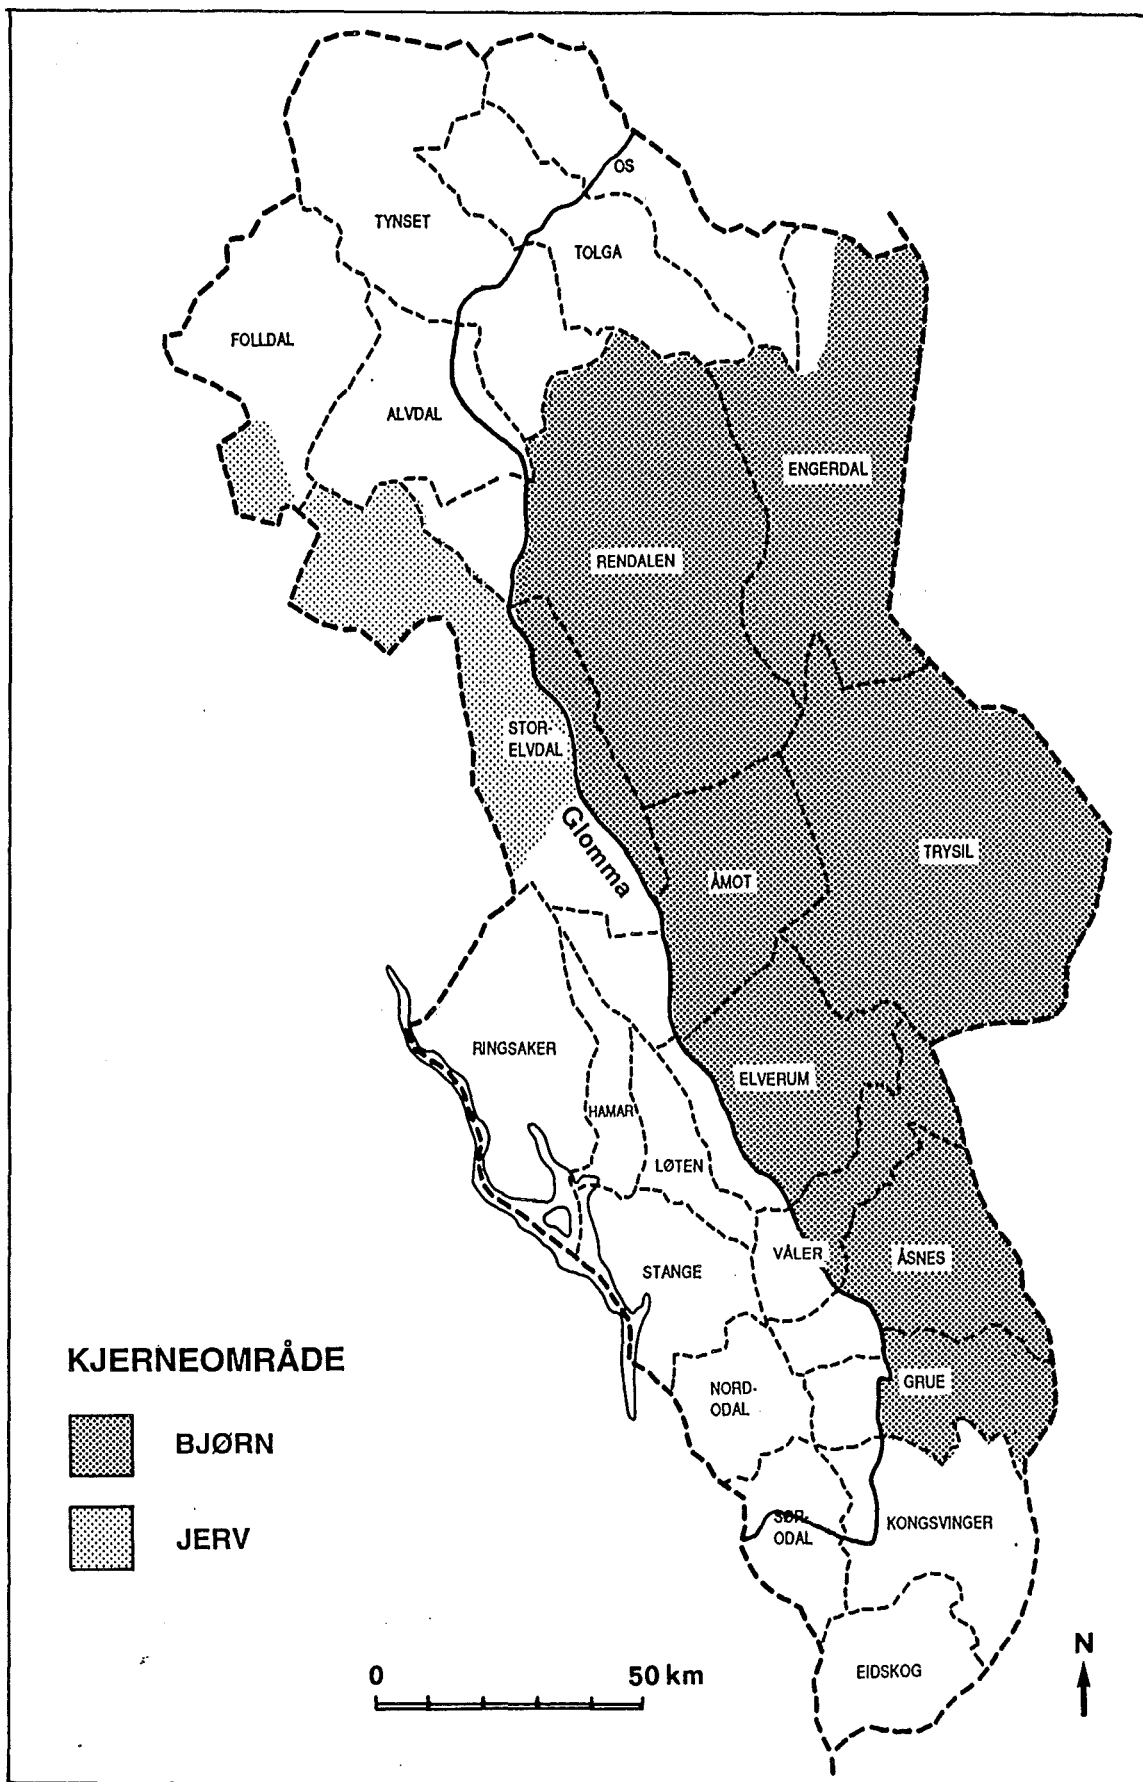 OS
TYNSET
TOLGA
FOLLDAL
ALVDAL
ENGERDAL
RENDALEN
STOR-
ELVDAL
Glomma
TRYSIL
ÅMOT
RINGSAKER
ELVERUM
HAMAR
LØTEN
VÅLER
ÅSNES
STANGE
KJERNEOMRÅDE
GRUE
NORD-
ODAL
BJØRN
SØR-
ODAL
KONGSVINGER
JERV
EIDSKOG
N
0 50 km